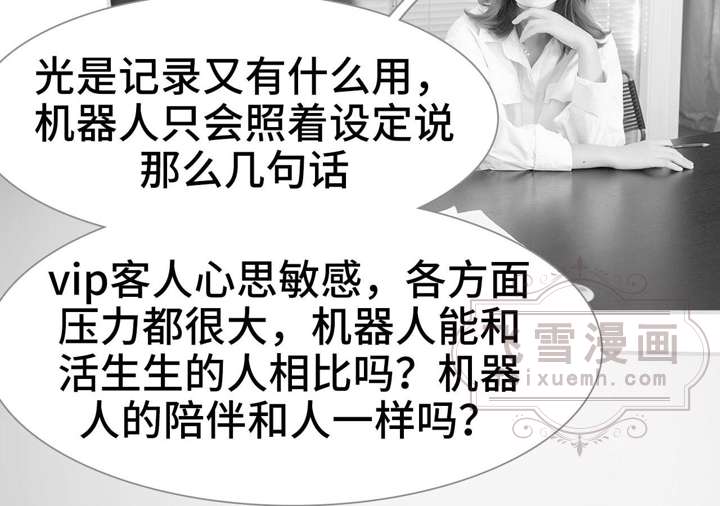 光是记录又有什么用，
机器人只会照着设定说
那么几句话
vip客人心思敏感，各方面
压力都很大，机器人能和
活生生的人相比吗？机器
人的陪伴和人一样吗？
飞雪漫画
feixuemh.com